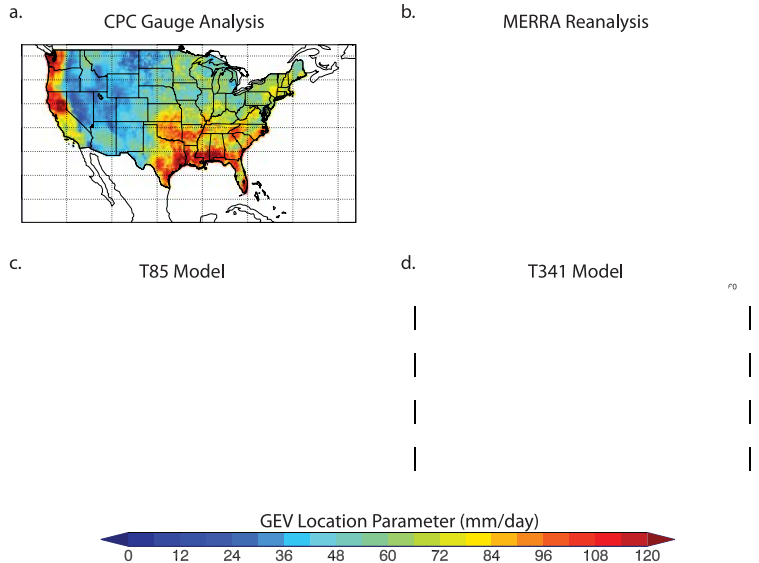 a.
CPC Gauge Analysis
b.
MERRA Reanalysis
c.
T85 Model
d.
T341 Model
GEV Location Parameter (mm/day)
0 12 24 36 48 60 72 84 96 108 120